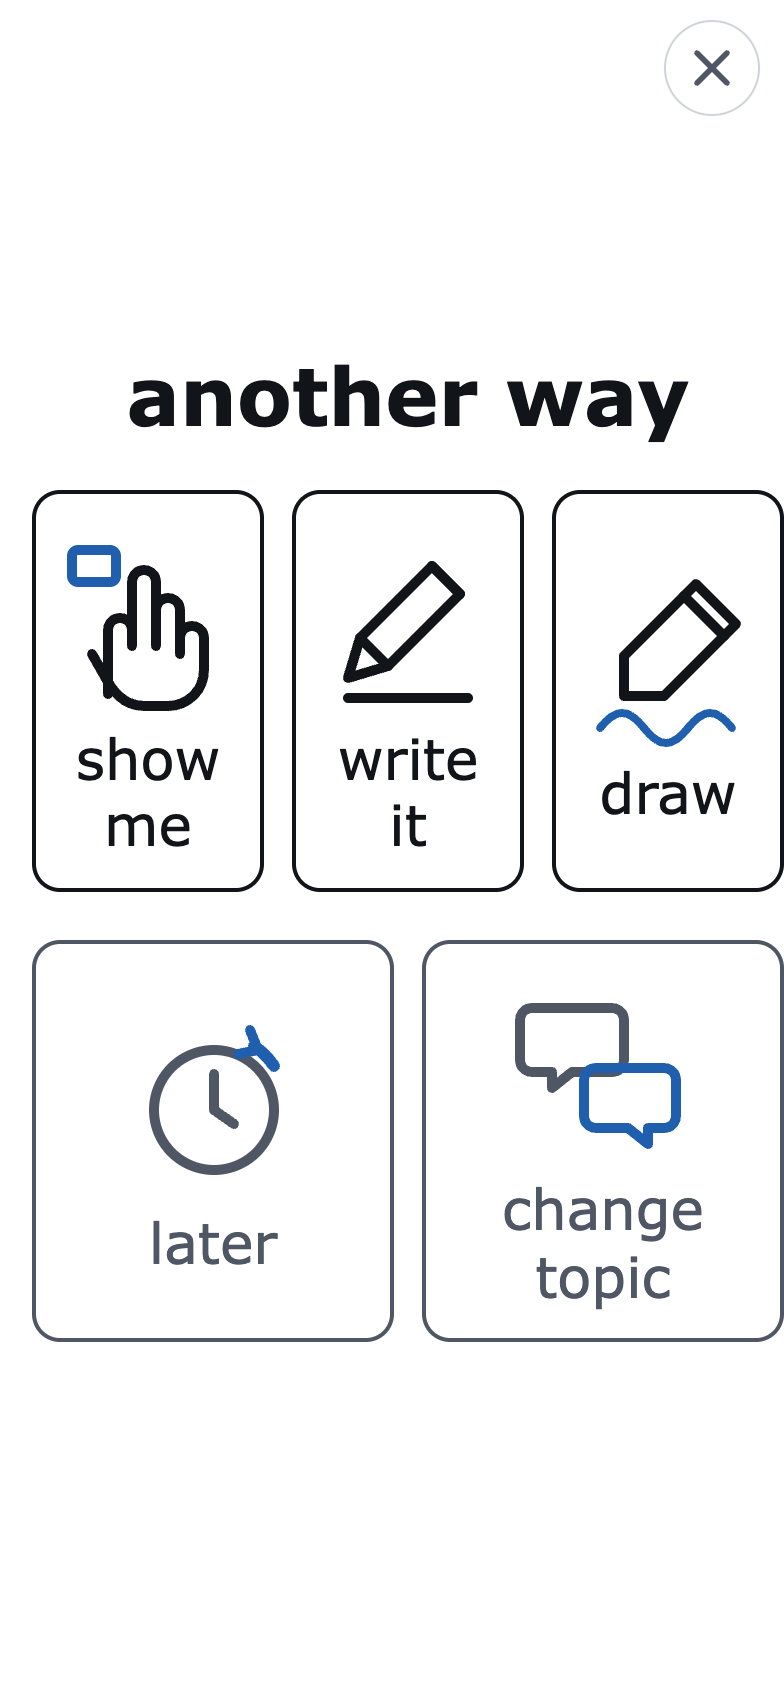 another way
show
me
write
it
draw
later
change
topic